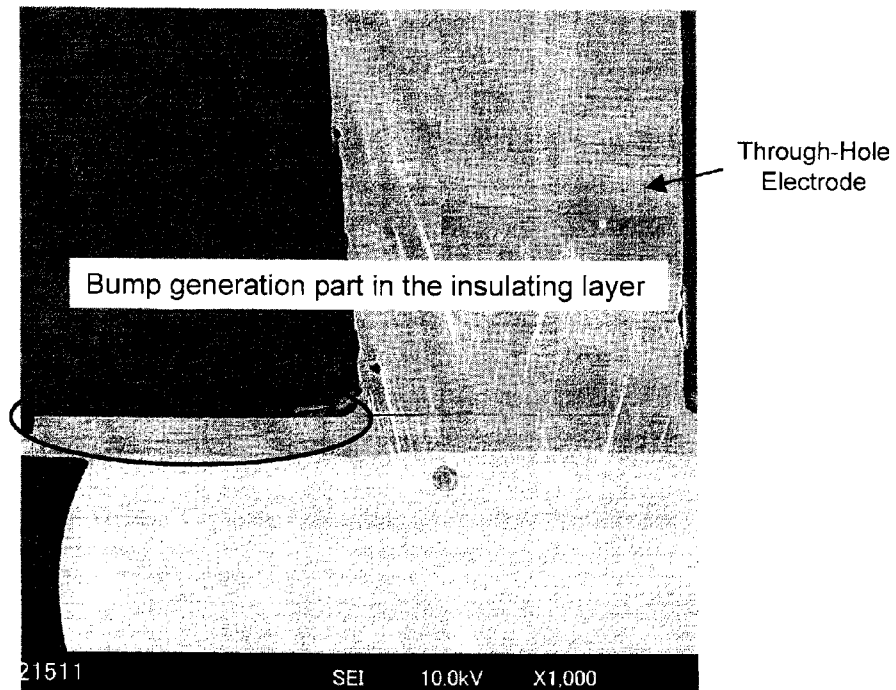 Through-Hole
Electrode
Bump generation part in the insulating layer
21511 SEI 10.0kV X1,000